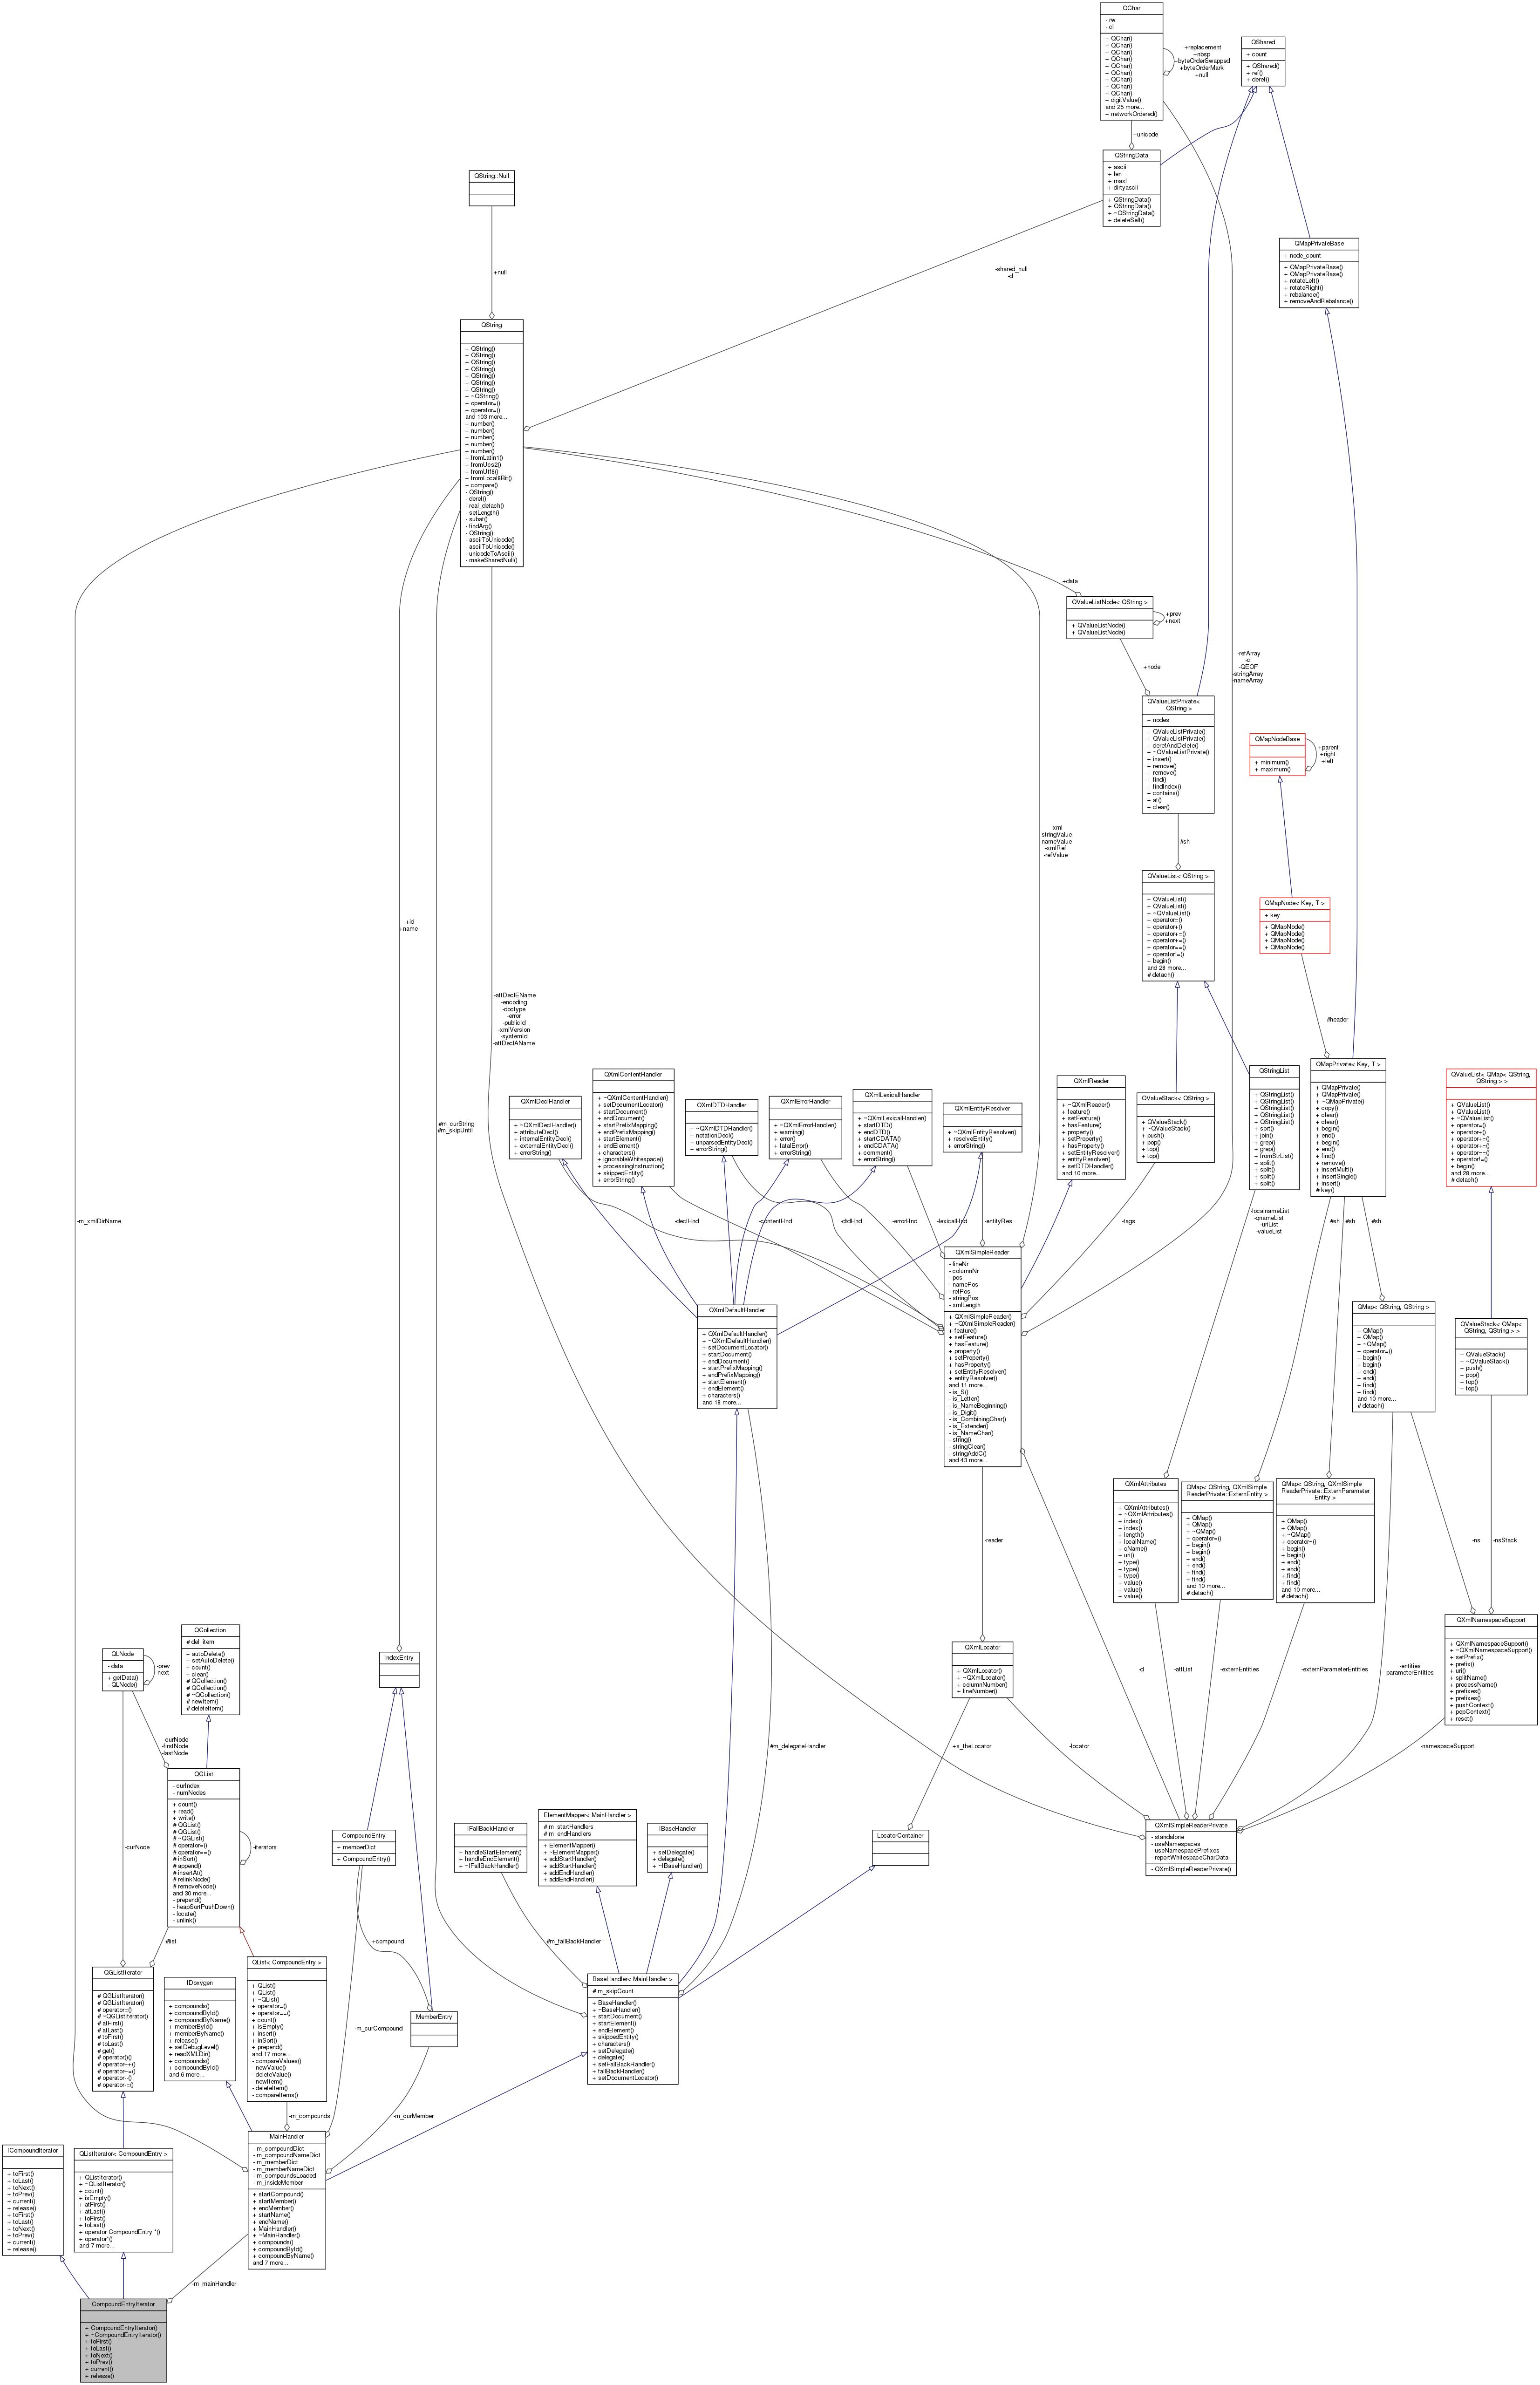 QChar
- rw
- cl
+ QChar()
+ QChar()
+ QChar()
+ QChar()
+ QChar()
+ QChar()
+ QChar()
+ QChar()
+ QChar()
+ digitValue()
and 25 more...
+ networkOrdered()
+replacement
+nbsp
+byteOrderSwapped
+byteOrderMark
+null
QShared
+ count
+ QShared()
+ ref()
+ deref()
+unicode
QStringData
+ ascii
+ len
+ maxl
+ dirtyascii
+ QStringData()
+ QStringData()
+ ~QStringData()
+ deleteSelf()
QString::Null
+null
-shared_null
-d
QMapPrivateBase
+ node_count
+ QMapPrivateBase()
+ QMapPrivateBase()
+ rotateLeft()
+ rotateRight()
+ rebalance()
+ removeAndRebalance()
QString
+ QString()
+ QString()
+ QString()
+ QString()
+ QString()
+ QString()
+ QString()
+ ~QString()
+ operator=()
+ operator=()
and 103 more...
+ number()
+ number()
+ number()
+ number()
+ number()
+ fromLatin1()
+ fromUcs2()
+ fromUtf8()
+ fromLocal8Bit()
+ compare()
- QString()
- deref()
- real_detach()
- setLength()
- subat()
- findArg()
- QString()
- asciiToUnicode()
- asciiToUnicode()
- unicodeToAscii()
- makeSharedNull()
+data
QValueListNode< QString >
+ QValueListNode()
+ QValueListNode()
+prev
+next
+node
-refArray
-c
-QEOF
-stringArray
-nameArray
QValueListPrivate<
QString >
+ nodes
+ QValueListPrivate()
+ QValueListPrivate()
+ derefAndDelete()
+ ~QValueListPrivate()
+ insert()
+ remove()
+ remove()
+ find()
+ findIndex()
+ contains()
+ at()
+ clear()
QMapNodeBase
+ minimum()
+ maximum()
+parent
+right
+left
-xml
-stringValue
-nameValue
-xmlRef
-refValue
#sh
QValueList< QString >
+ QValueList()
+ QValueList()
+ ~QValueList()
+ operator=()
+ operator+()
+ operator+=()
+ operator+=()
+ operator==()
+ operator!=()
+ begin()
and 28 more...
# detach()
QMapNode< Key, T >
+ key
+ QMapNode()
+ QMapNode()
+ QMapNode()
+ QMapNode()
+id
+name
-attDeclEName
-encoding
-doctype
-error
-publicId
-xmlVersion
-systemId
-attDeclAName
#header
#m_curString
#m_skipUntil
QXmlDeclHandler
+ ~QXmlDeclHandler()
+ attributeDecl()
+ internalEntityDecl()
+ externalEntityDecl()
+ errorString()
QXmlContentHandler
+ ~QXmlContentHandler()
+ setDocumentLocator()
+ startDocument()
+ endDocument()
+ startPrefixMapping()
+ endPrefixMapping()
+ startElement()
+ endElement()
+ characters()
+ ignorableWhitespace()
+ processingInstruction()
+ skippedEntity()
+ errorString()
QXmlDTDHandler
+ ~QXmlDTDHandler()
+ notationDecl()
+ unparsedEntityDecl()
+ errorString()
QXmlErrorHandler
+ ~QXmlErrorHandler()
+ warning()
+ error()
+ fatalError()
+ errorString()
QXmlLexicalHandler
+ ~QXmlLexicalHandler()
+ startDTD()
+ endDTD()
+ startCDATA()
+ endCDATA()
+ comment()
+ errorString()
QXmlEntityResolver
+ ~QXmlEntityResolver()
+ resolveEntity()
+ errorString()
QXmlReader
+ ~QXmlReader()
+ feature()
+ setFeature()
+ hasFeature()
+ property()
+ setProperty()
+ hasProperty()
+ setEntityResolver()
+ entityResolver()
+ setDTDHandler()
and 10 more...
QValueStack< QString >
+ QValueStack()
+ ~QValueStack()
+ push()
+ pop()
+ top()
+ top()
QStringList
+ QStringList()
+ QStringList()
+ QStringList()
+ QStringList()
+ QStringList()
+ sort()
+ join()
+ grep()
+ grep()
+ fromStrList()
+ split()
+ split()
+ split()
+ split()
QMapPrivate< Key, T >
+ QMapPrivate()
+ QMapPrivate()
+ ~QMapPrivate()
+ copy()
+ clear()
+ clear()
+ begin()
+ end()
+ begin()
+ end()
+ find()
+ remove()
+ insertMulti()
+ insertSingle()
+ insert()
# key()
QValueList< QMap< QString,
QString > >
+ QValueList()
+ QValueList()
+ ~QValueList()
+ operator=()
+ operator+()
+ operator+=()
+ operator+=()
+ operator==()
+ operator!=()
+ begin()
and 28 more...
# detach()
-m_xmlDirName
-declHnd
-contentHnd
-dtdHnd
-errorHnd
-lexicalHnd
-entityRes
-tags
-localnameList
-qnameList
-uriList
-valueList
#sh
#sh
#sh
QXmlSimpleReader
- lineNr
- columnNr
- pos
- namePos
- refPos
- stringPos
- xmlLength
+ QXmlSimpleReader()
+ ~QXmlSimpleReader()
+ feature()
+ setFeature()
+ hasFeature()
+ property()
+ setProperty()
+ hasProperty()
+ setEntityResolver()
+ entityResolver()
and 11 more...
- is_S()
- is_Letter()
- is_NameBeginning()
- is_Digit()
- is_CombiningChar()
- is_Extender()
- is_NameChar()
- string()
- stringClear()
- stringAddC()
and 43 more...
QXmlDefaultHandler
+ QXmlDefaultHandler()
+ ~QXmlDefaultHandler()
+ setDocumentLocator()
+ startDocument()
+ endDocument()
+ startPrefixMapping()
+ endPrefixMapping()
+ startElement()
+ endElement()
+ characters()
and 18 more...
QMap< QString, QString >
+ QMap()
+ QMap()
+ ~QMap()
+ operator=()
+ begin()
+ begin()
+ end()
+ end()
+ find()
+ find()
and 10 more...
# detach()
QValueStack< QMap<
QString, QString > >
+ QValueStack()
+ ~QValueStack()
+ push()
+ pop()
+ top()
+ top()
QXmlAttributes
+ QXmlAttributes()
+ ~QXmlAttributes()
+ index()
+ index()
+ length()
+ localName()
+ qName()
+ uri()
+ type()
+ type()
+ type()
+ value()
+ value()
+ value()
QMap< QString, QXmlSimple
ReaderPrivate::ExternEntity >
+ QMap()
+ QMap()
+ ~QMap()
+ operator=()
+ begin()
+ begin()
+ end()
+ end()
+ find()
+ find()
and 10 more...
# detach()
QMap< QString, QXmlSimple
ReaderPrivate::ExternParameter
Entity >
+ QMap()
+ QMap()
+ ~QMap()
+ operator=()
+ begin()
+ begin()
+ end()
+ end()
+ find()
+ find()
and 10 more...
# detach()
-reader
-ns
-nsStack
QXmlNamespaceSupport
+ QXmlNamespaceSupport()
+ ~QXmlNamespaceSupport()
+ setPrefix()
+ prefix()
+ uri()
+ splitName()
+ processName()
+ prefixes()
+ prefixes()
+ pushContext()
+ popContext()
+ reset()
QCollection
# del_item
+ autoDelete()
+ setAutoDelete()
+ count()
+ clear()
# QCollection()
# QCollection()
# ~QCollection()
# newItem()
# deleteItem()
QLNode
- data
+ getData()
- QLNode()
-prev
-next
IndexEntry
QXmlLocator
+ QXmlLocator()
+ ~QXmlLocator()
+ columnNumber()
+ lineNumber()
-d
-attList
-externEntities
-externParameterEntities
-entities
-parameterEntities
-curNode
-firstNode
-lastNode
#m_delegateHandler
+s_theLocator
-locator
-namespaceSupport
QGList
- curIndex
- numNodes
+ count()
+ read()
+ write()
# QGList()
# QGList()
# ~QGList()
# operator=()
# operator==()
# inSort()
# append()
# insertAt()
# relinkNode()
# removeNode()
and 30 more...
- prepend()
- heapSortPushDown()
- locate()
- unlink()
-iterators
-curNode
CompoundEntry
+ memberDict
+ CompoundEntry()
IFallBackHandler
+ handleStartElement()
+ handleEndElement()
+ ~IFallBackHandler()
ElementMapper< MainHandler >
# m_startHandlers
# m_endHandlers
+ ElementMapper()
+ ~ElementMapper()
+ addStartHandler()
+ addStartHandler()
+ addEndHandler()
+ addEndHandler()
IBaseHandler
+ setDelegate()
+ delegate()
+ ~IBaseHandler()
LocatorContainer
QXmlSimpleReaderPrivate
- standalone
- useNamespaces
- useNamespacePrefixes
- reportWhitespaceCharData
- QXmlSimpleReaderPrivate()
#list
+compound
#m_fallBackHandler
QGListIterator
# QGListIterator()
# QGListIterator()
# operator=()
# ~QGListIterator()
# atFirst()
# atLast()
# toFirst()
# toLast()
# get()
# operator()()
# operator++()
# operator+=()
# operator--()
# operator-=()
IDoxygen
+ compounds()
+ compoundById()
+ compoundByName()
+ memberById()
+ memberByName()
+ release()
+ setDebugLevel()
+ readXMLDir()
+ compounds()
+ compoundById()
and 6 more...
QList< CompoundEntry >
+ QList()
+ QList()
+ ~QList()
+ operator=()
+ operator==()
+ count()
+ isEmpty()
+ insert()
+ inSort()
+ prepend()
and 17 more...
- compareValues()
- newValue()
- deleteValue()
- newItem()
- deleteItem()
- compareItems()
-m_curCompound
MemberEntry
BaseHandler< MainHandler >
# m_skipCount
+ BaseHandler()
+ ~BaseHandler()
+ startDocument()
+ startElement()
+ endElement()
+ skippedEntity()
+ characters()
+ setDelegate()
+ delegate()
+ setFallBackHandler()
+ fallBackHandler()
+ setDocumentLocator()
-m_compounds
-m_curMember
MainHandler
- m_compoundDict
- m_compoundNameDict
- m_memberDict
- m_memberNameDict
- m_compoundsLoaded
- m_insideMember
+ startCompound()
+ startMember()
+ endMember()
+ startName()
+ endName()
+ MainHandler()
+ ~MainHandler()
+ compounds()
+ compoundById()
+ compoundByName()
and 7 more...
ICompoundIterator
+ toFirst()
+ toLast()
+ toNext()
+ toPrev()
+ current()
+ release()
+ toFirst()
+ toLast()
+ toNext()
+ toPrev()
+ current()
+ release()
QListIterator< CompoundEntry >
+ QListIterator()
+ ~QListIterator()
+ count()
+ isEmpty()
+ atFirst()
+ atLast()
+ toFirst()
+ toLast()
+ operator CompoundEntry *()
+ operator*()
and 7 more...
-m_mainHandler
CompoundEntryIterator
+ CompoundEntryIterator()
+ ~CompoundEntryIterator()
+ toFirst()
+ toLast()
+ toNext()
+ toPrev()
+ current()
+ release()